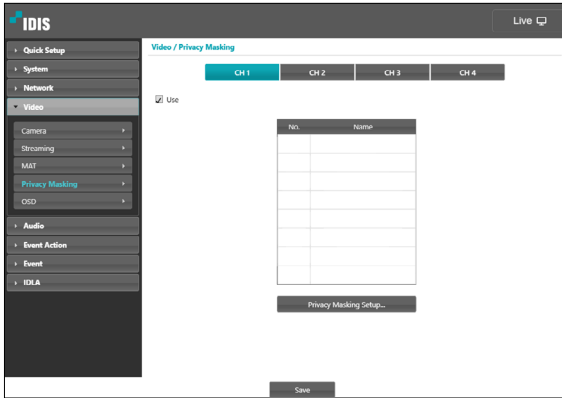 IDIS
Live
Quick Setup
System
Network
Video
Camera
Streaming
MAT
Privacy Masking
OSD
Audio
Event Action
Event
IDLA
Video / Privacy Masking
CH 1 CH 2 CH 3 CH 4
Use
No. Name
Privacy Masking Setup...
Save